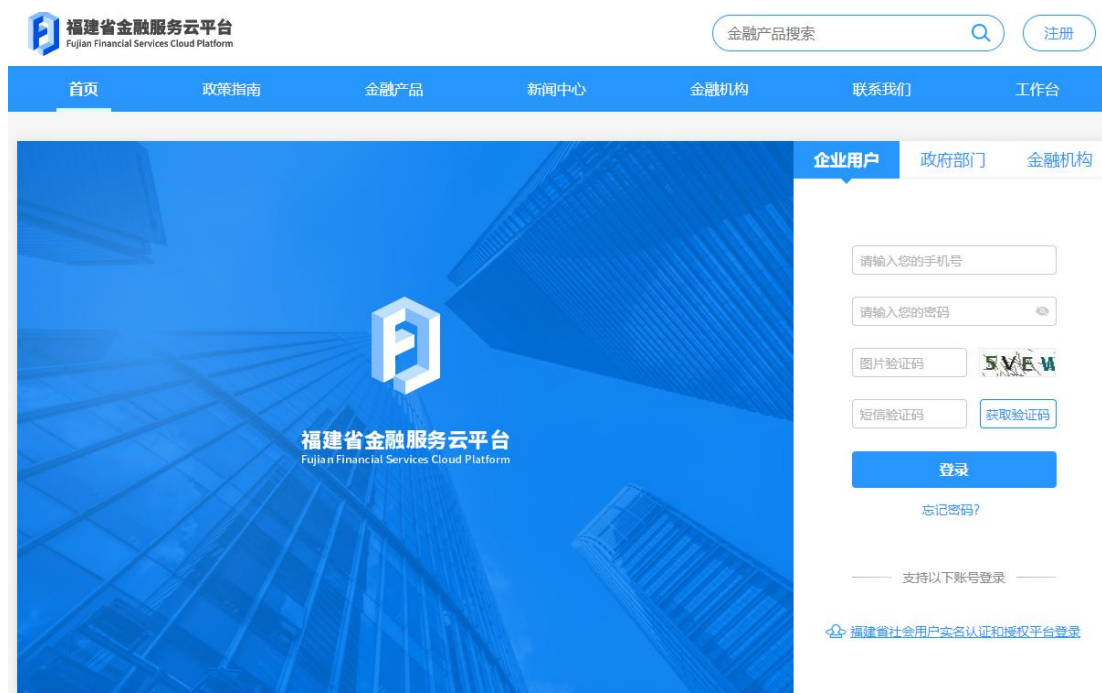 福建省金融服务云平台
Fujian Financial Services Cloud Platform
金融产品搜索
注册
首页 政策指南 金融产品 新闻中心 金融机构 联系我们 工作台
企业用户 政府部门 金融机构
请输入您的手机号
请输入您的密码
图片验证码 5VEW
短信验证码 获取验证码
登录
忘记密码?
支持以下账号登录
福建省社会用户实名认证和授权平台登录
福建省金融服务云平台
Fujian Financial Services Cloud Platform